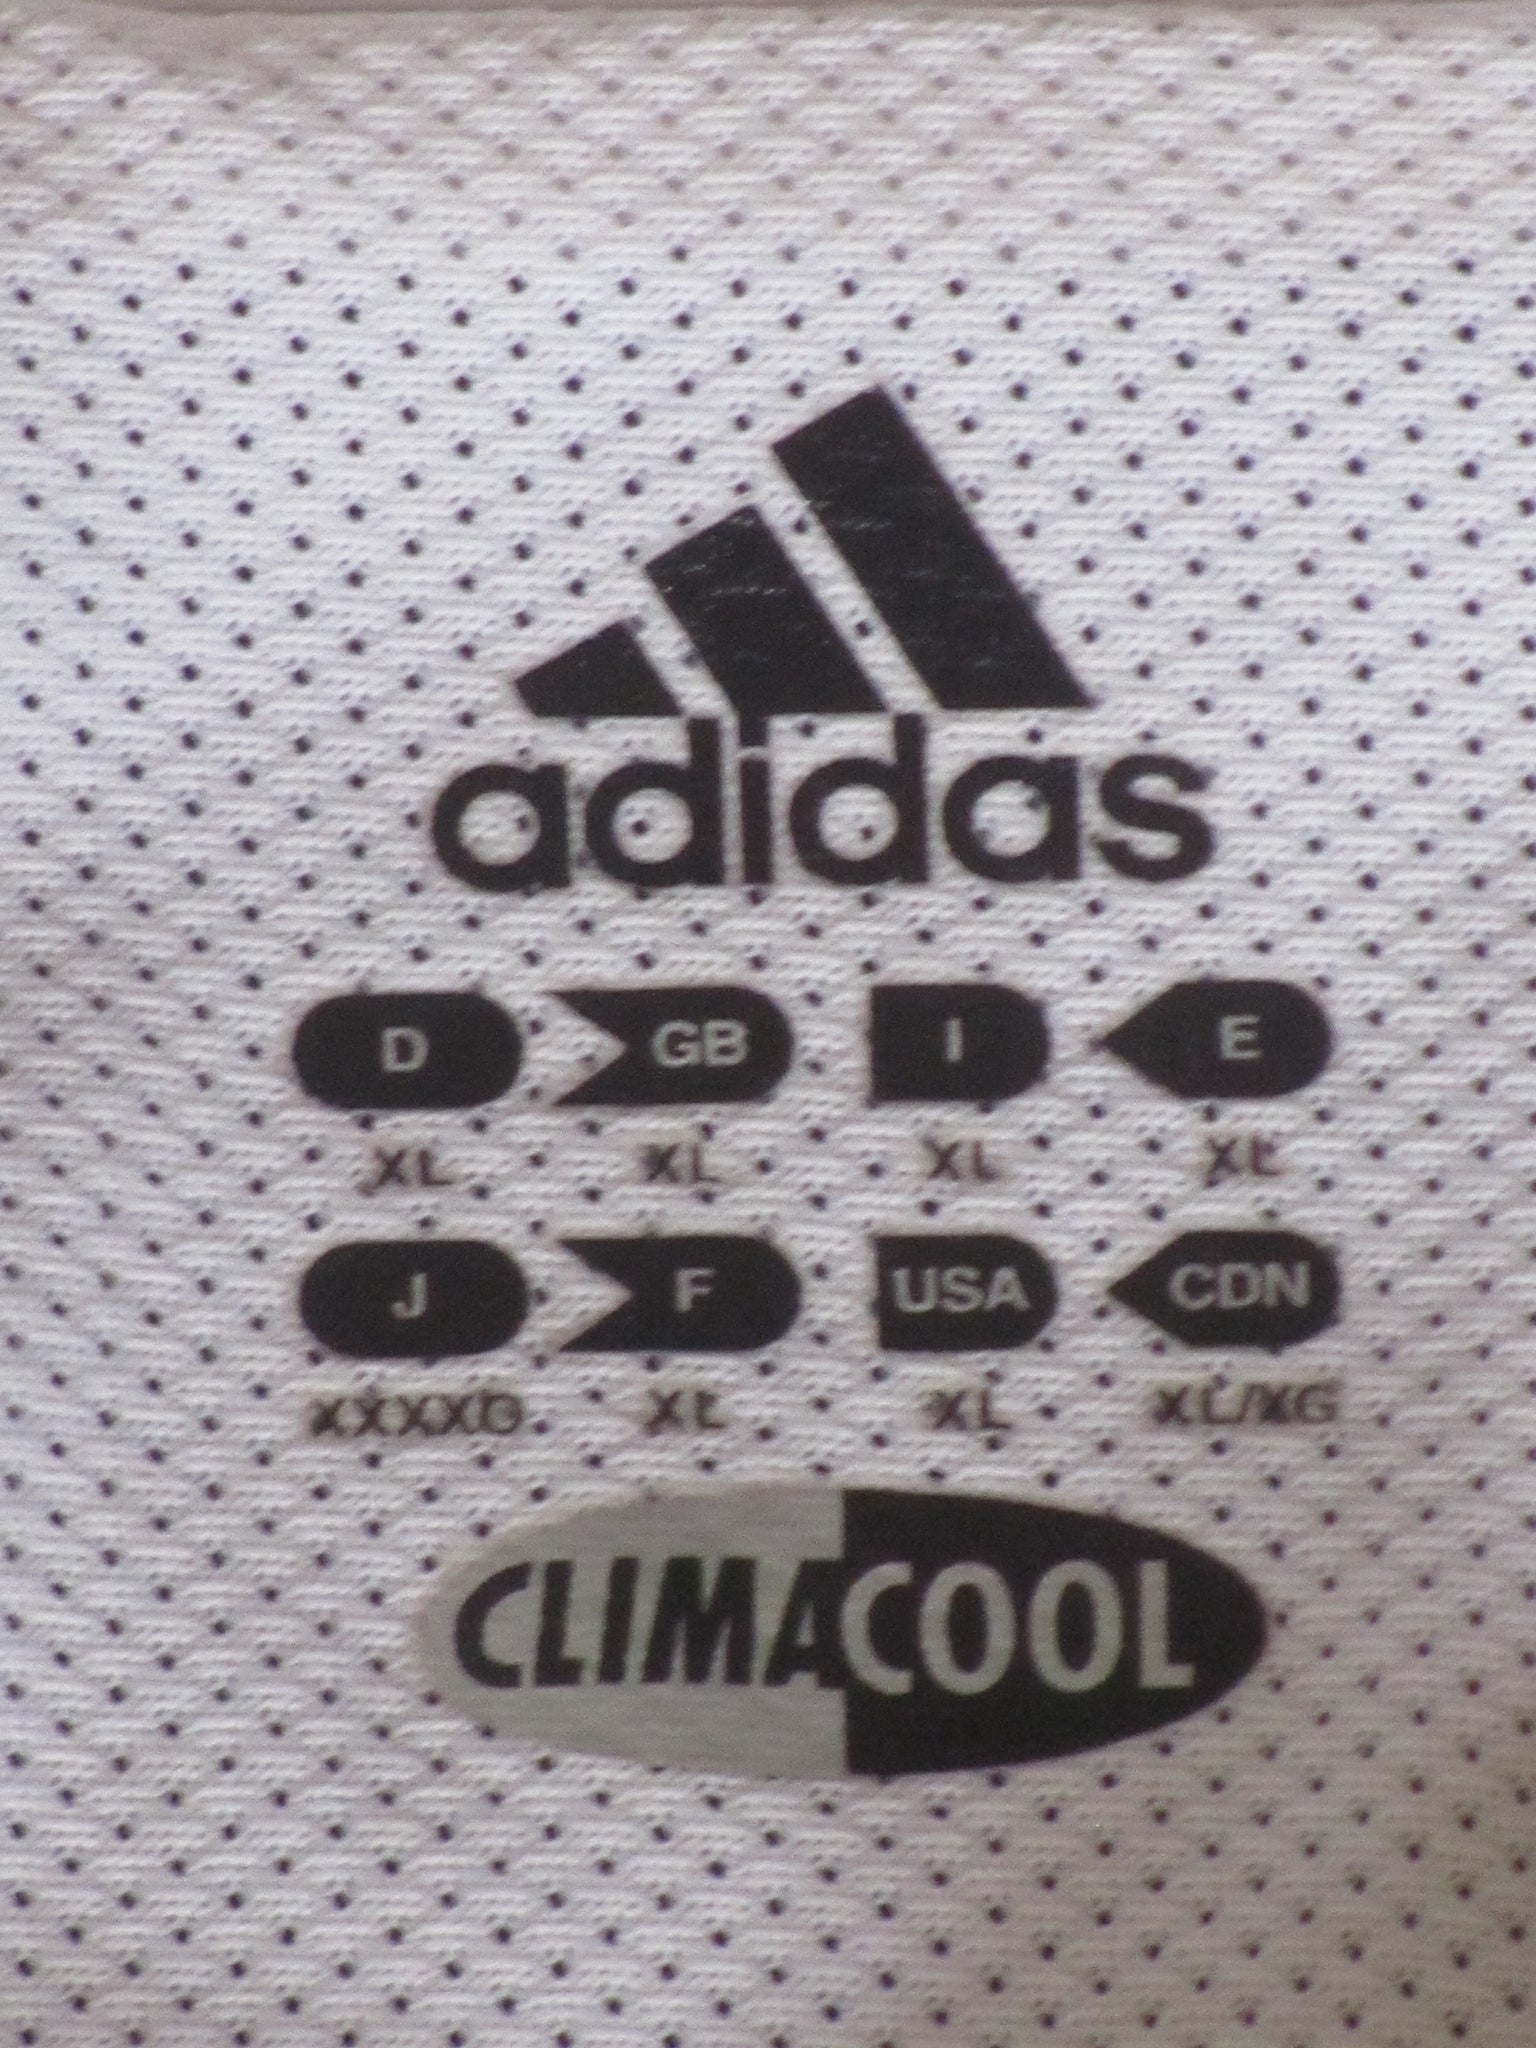 adidas
D GB I E
XL XL XL XL
J F USA CDN
XXXXO XL XL XL/XG
CLIMACOOL